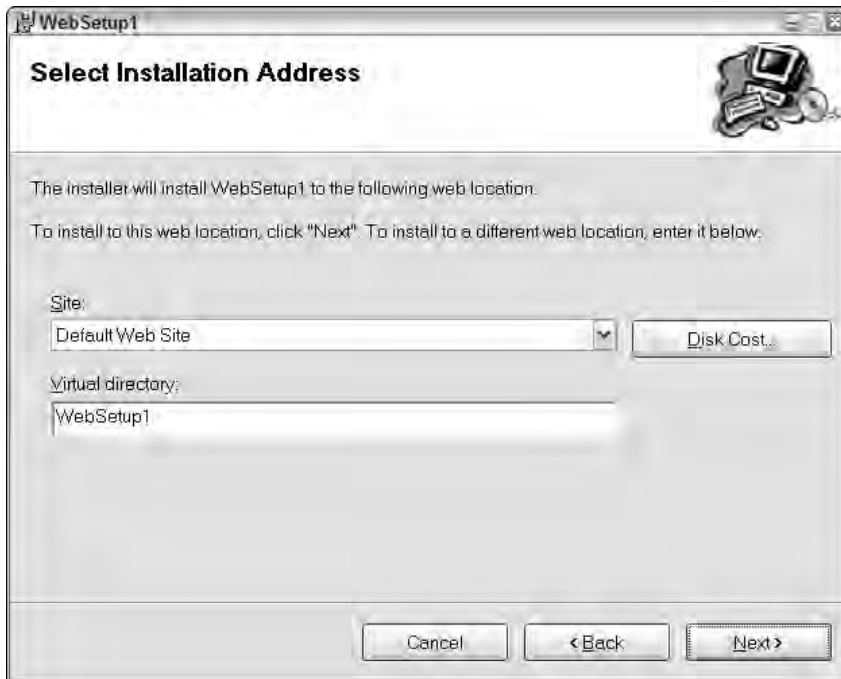 WebSetup1
Select Installation Address
The installer will install WebSetup1 to the following web location.
To install to this web location, click "Next". To install to a different web location, enter it below.
Site:
Default Web Site
Disk Cost...
Virtual directory:
WebSetup1
Cancel
< Back
Next >